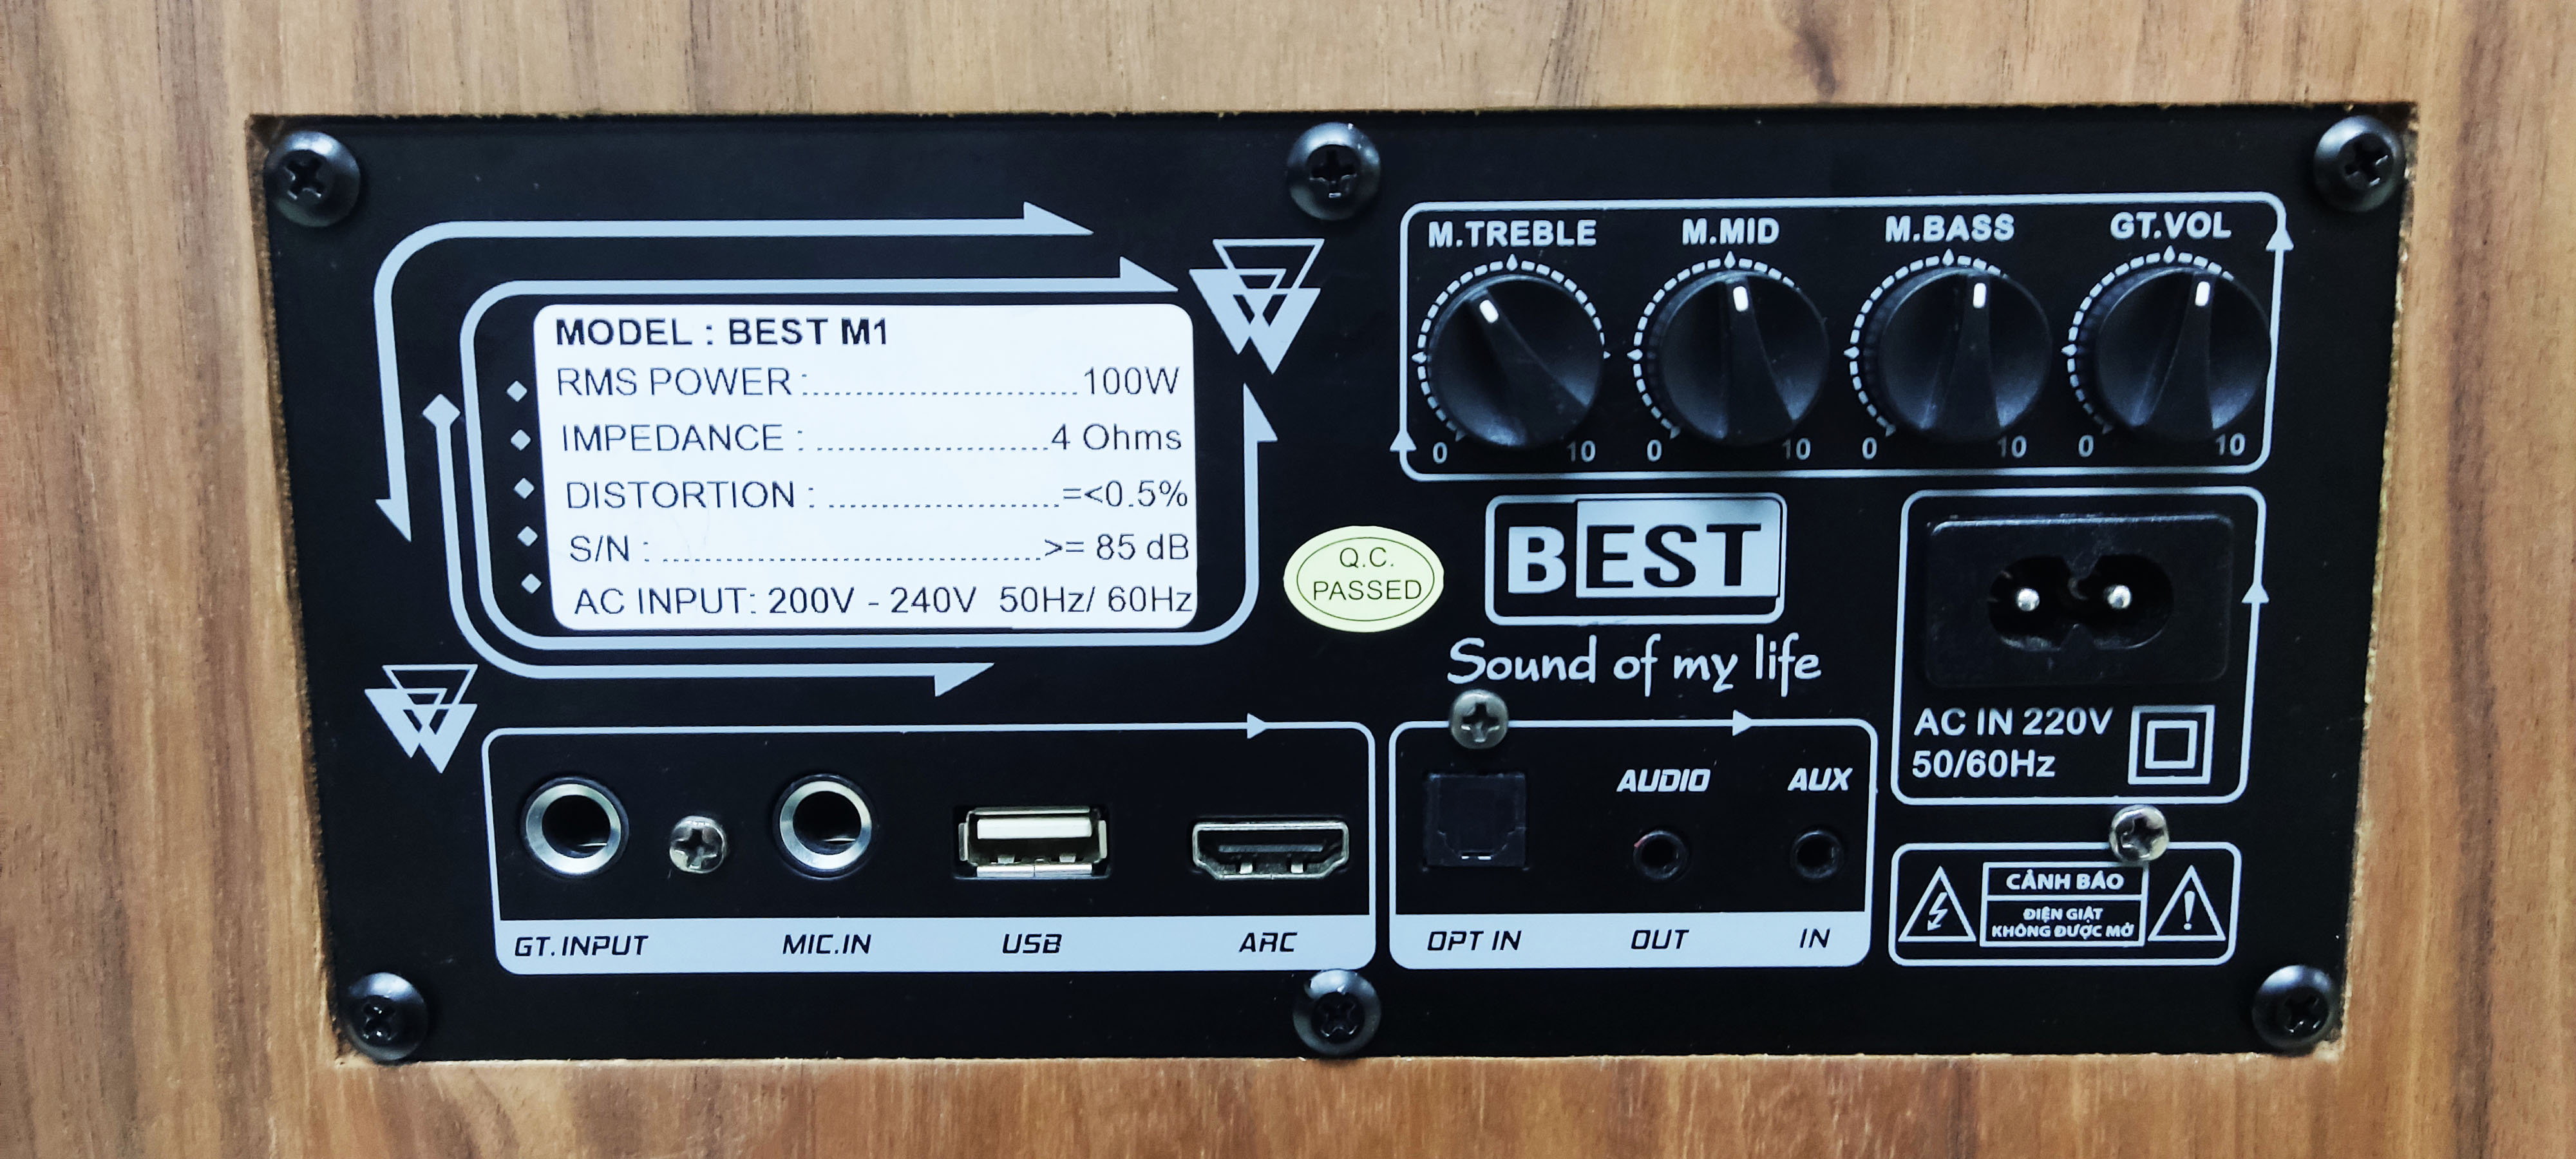 MODEL : BEST M1
RMS POWER :..............................100W
IMPEDANCE : .........................4 Ohms
DISTORTION : .........................=<0.5%
S/N : .........................................>= 85 dB
AC INPUT: 200V - 240V 50Hz/ 60Hz
M.TREBLE M.MID M.BASS GT.VOL
0 10 0 10 0 10 0 10
Q.C.
PASSED
BEST
Sound of my life
AC IN 220V
50/60Hz
AUDIO AUX
GT.INPUT MIC.IN USB ARC OPT IN OUT IN
CẢNH BÁO
ĐIỆN GIẬT
KHÔNG ĐƯỢC MỞ